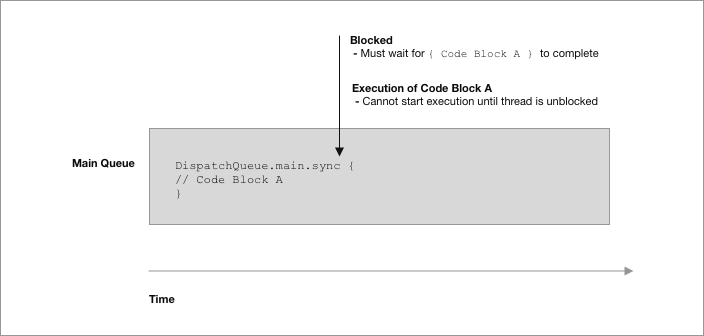 Blocked
- Must wait for { Code Block A } to complete
Execution of Code Block A
- Cannot start execution until thread is unblocked
Main Queue
DispatchQueue.main.sync {
// Code Block A
}
Time